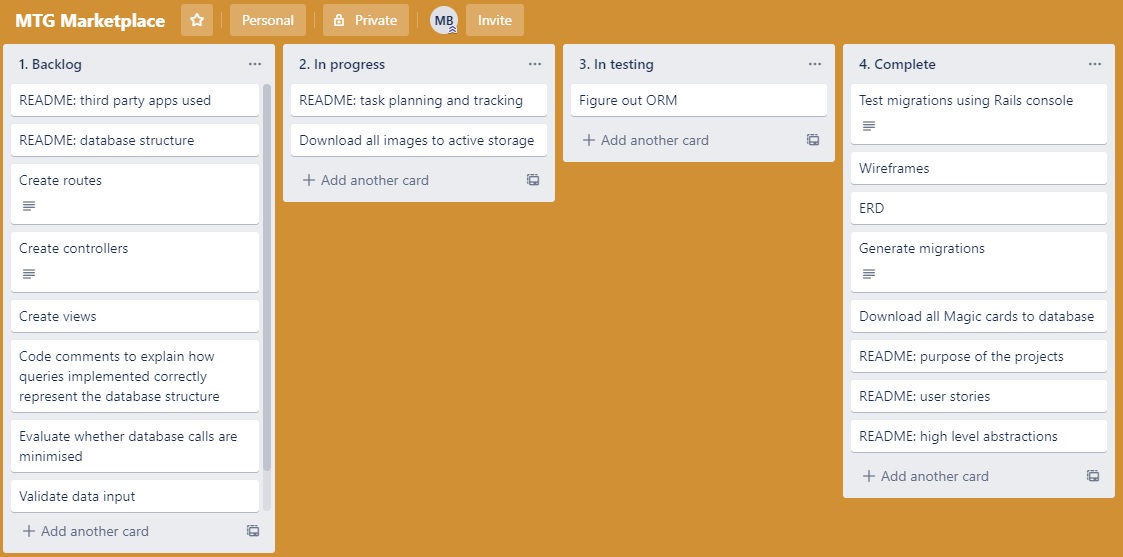 MTG Marketplace
Personal
Private
MB
Invite
1. Backlog
README: third party apps used
README: database structure
Create routes
Create controllers
Create views
Code comments to explain how
queries implemented correctly
represent the database structure
Evaluate whether database calls are
minimised
Validate data input
+ Add another card
2. In progress
README: task planning and tracking
Download all images to active storage
+ Add another card
3. In testing
Figure out ORM
+ Add another card
4. Complete
Test migrations using Rails console
Wireframes
ERD
Generate migrations
Download all Magic cards to database
README: purpose of the projects
README: user stories
README: high level abstractions
+ Add another card